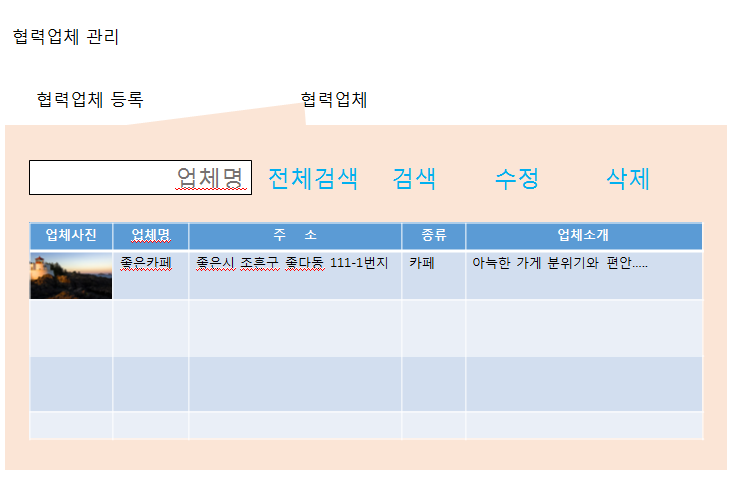 협력업체 관리
협력업체 등록 협력업체
업체명 전체검색 검색 수정 삭제
업체사진 업체명 주 소 종류 업체소개
좋은카페 좋은시 조흔구 좋다동 111-1번지 카페 아늑한 가게 분위기와 편안.....